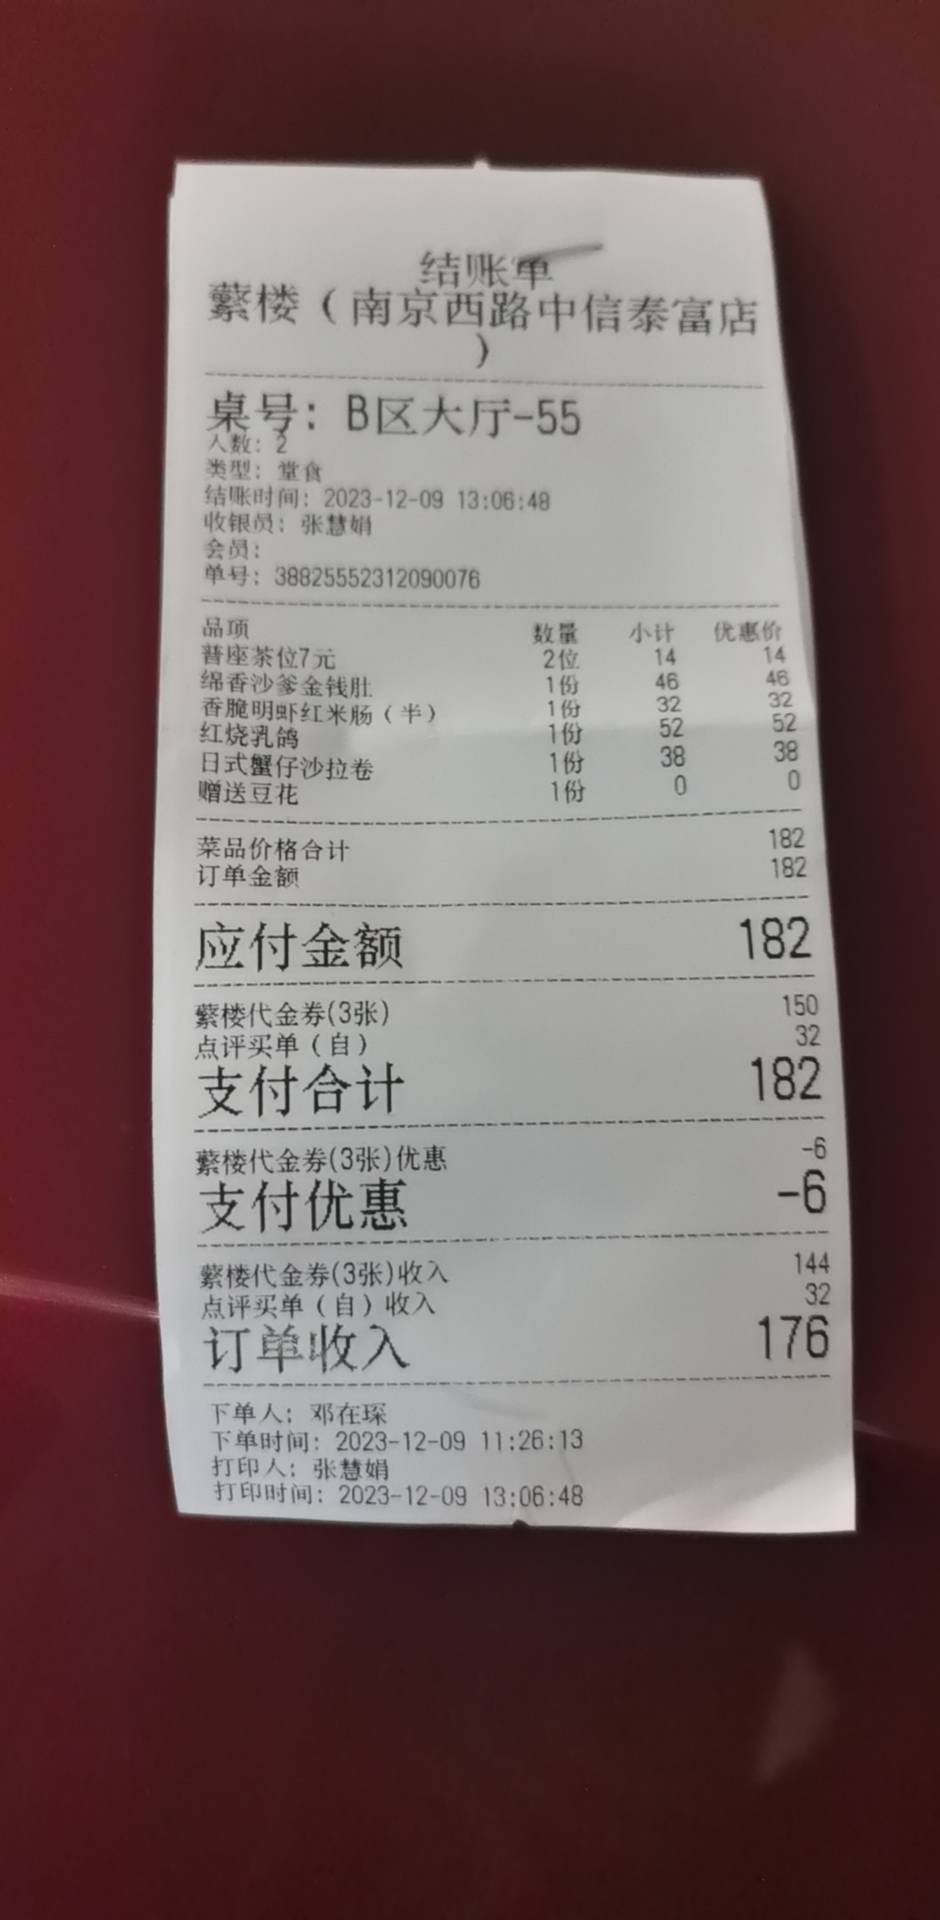 结账单
蘩楼（南京西路中信泰富店
）
桌号：B区大厅-55
人数：2
类型：堂食
结账时间：2023-12-09 13:06:48
收银员：张慧娟
会员：
单号：38825552312090076
品项 数量 小计 优惠价
普座茶位7元 2位 14 14
绵香沙爹金钱肚 1份 46 46
香脆明虾红米肠（半） 1份 32 32
红烧乳鸽 1份 52 52
日式蟹仔沙拉卷 1份 38 38
赠送豆花 1份 0 0
菜品价格合计 182
订单金额 182
应付金额 182
蘩楼代金券(3张) 150
点评买单（自） 32
支付合计 182
蘩楼代金券(3张)优惠 -6
支付优惠 -6
蘩楼代金券(3张)收入 144
点评买单（自）收入 32
订单收入 176
下单人：邓在琛
下单时间：2023-12-09 11:26:13
打印人：张慧娟
打印时间：2023-12-09 13:06:48